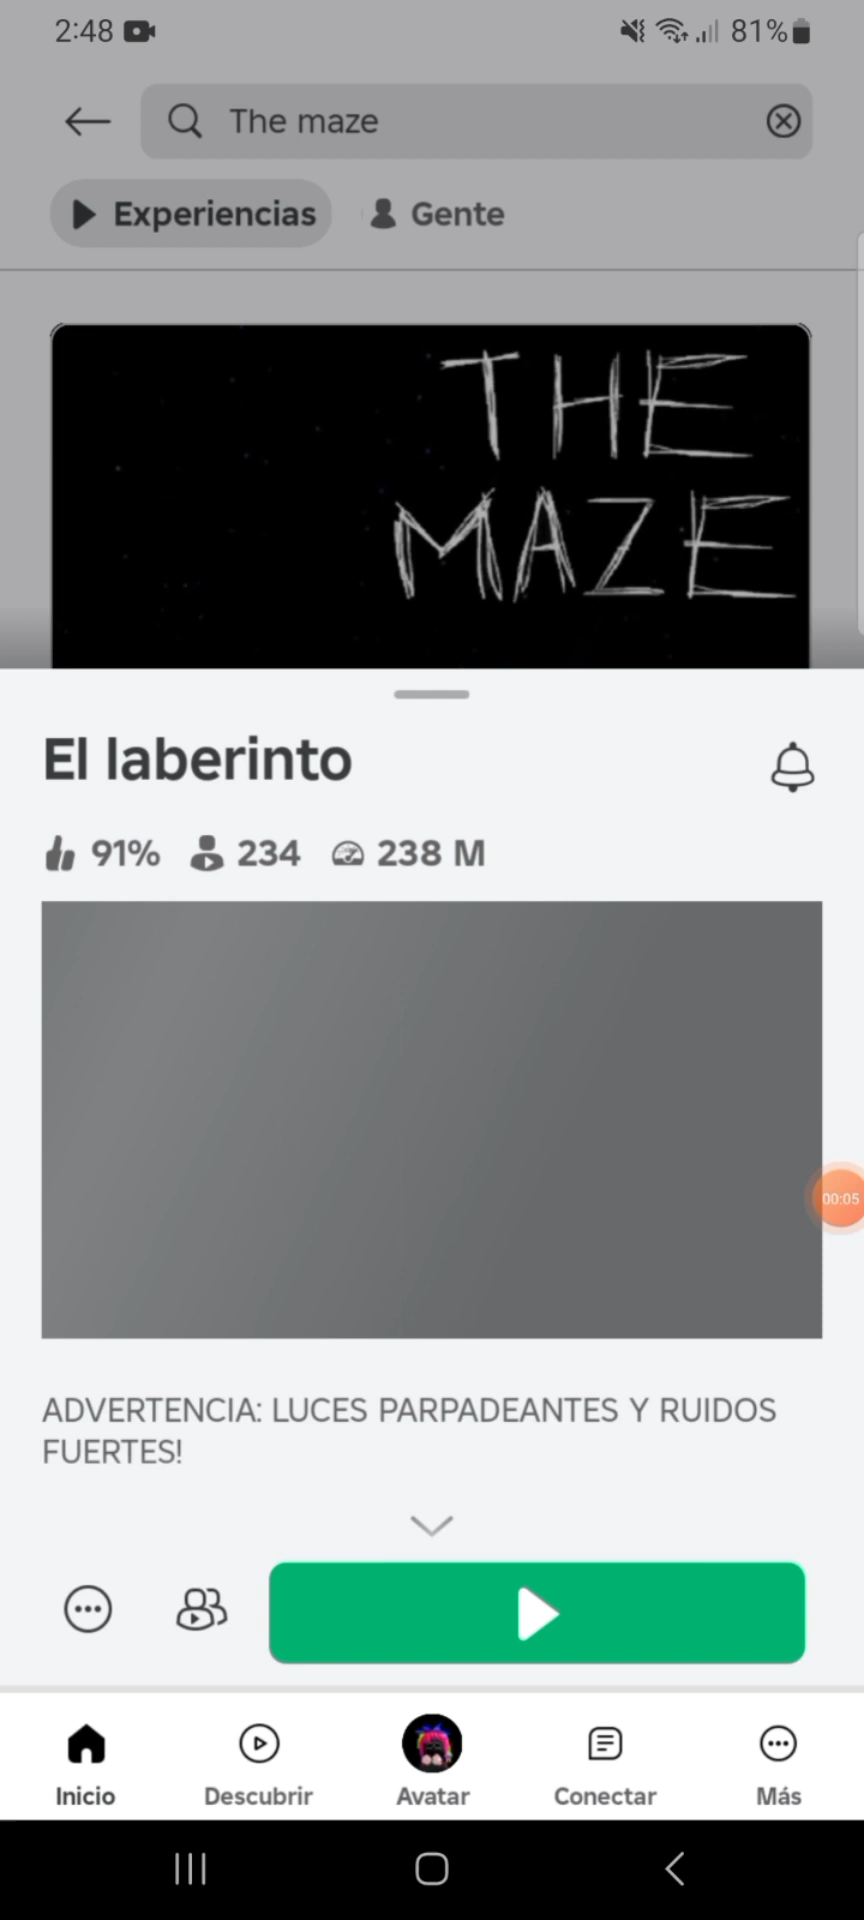 2:48
81%
The maze
Experiencias
Gente
THE
MAZE
El laberinto
91%
234
238 M
00:05
ADVERTENCIA: LUCES PARPADEANTES Y RUIDOS
FUERTES!
Inicio
Descubrir
Avatar
Conectar
Más